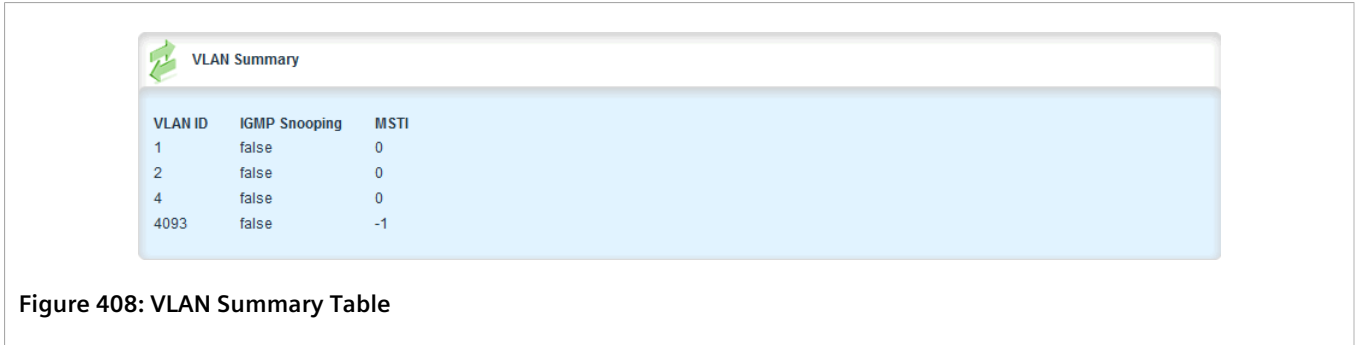 VLAN Summary
VLAN ID IGMP Snooping MSTI
1 false 0
2 false 0
4 false 0
4093 false -1
Figure 408: VLAN Summary Table